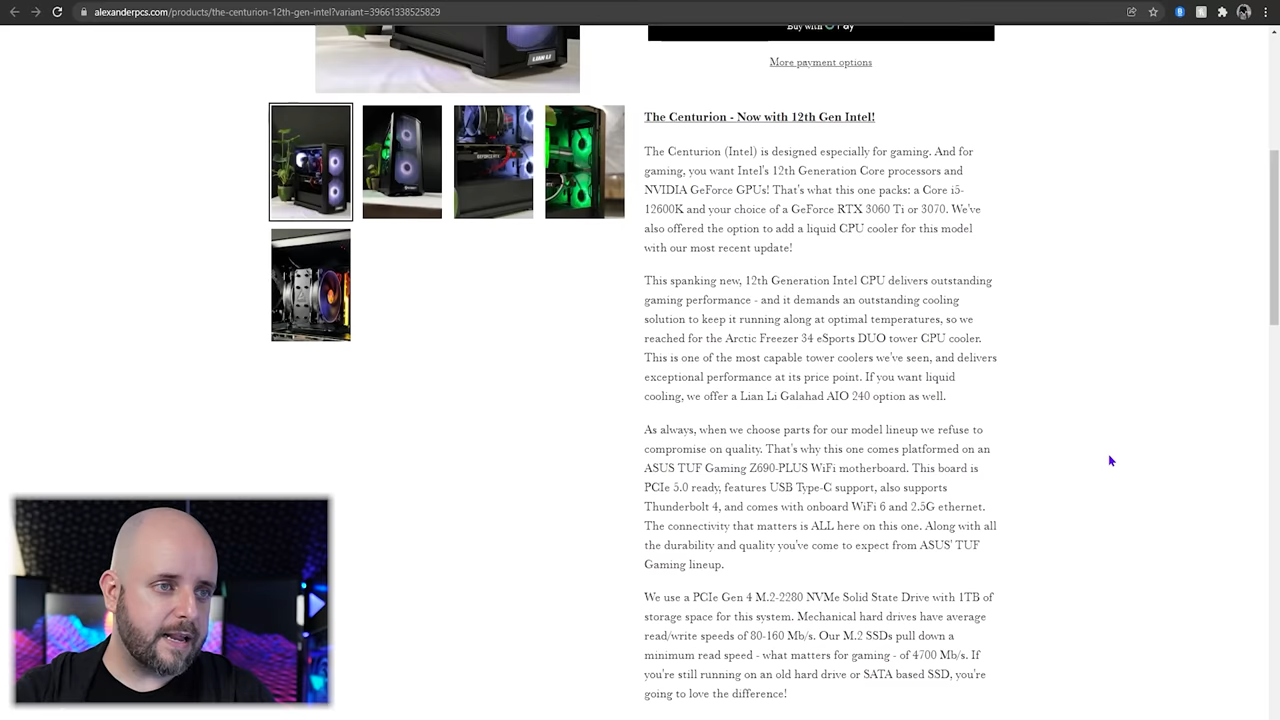 alexanderpcs.com/products/the-centurion-12th-gen-intel?variant=39661338525829
Buy with G Pay
More payment options
LIAN LI
The Centurion - Now with 12th Gen Intel!
The Centurion (Intel) is designed especially for gaming. And for
gaming, you want Intel's 12th Generation Core processors and
NVIDIA GeForce GPUs! That's what this one packs: a Core i5-
12600K and your choice of a GeForce RTX 3060 Ti or 3070. We've
also offered the option to add a liquid CPU cooler for this model
with our most recent update!
This spanking new, 12th Generation Intel CPU delivers outstanding
gaming performance - and it demands an outstanding cooling
solution to keep it running along at optimal temperatures, so we
reached for the Arctic Freezer 34 eSports DUO tower CPU cooler.
This is one of the most capable tower coolers we've seen, and delivers
exceptional performance at its price point. If you want liquid
cooling, we offer a Lian Li Galahad AIO 240 option as well.
As always, when we choose parts for our model lineup we refuse to
compromise on quality. That's why this one comes platformed on an
ASUS TUF Gaming Z690-PLUS WiFi motherboard. This board is
PCIe 5.0 ready, features USB Type-C support, also supports
Thunderbolt 4, and comes with onboard WiFi 6 and 2.5G ethernet.
The connectivity that matters is ALL here on this one. Along with all
the durability and quality you've come to expect from ASUS' TUF
Gaming lineup.
We use a PCIe Gen 4 M.2-2280 NVMe Solid State Drive with 1TB of
storage space for this system. Mechanical hard drives have average
read/write speeds of 80-160 Mb/s. Our M.2 SSDs pull down a
minimum read speed - what matters for gaming - of 4700 Mb/s. If
you're still running on an old hard drive or SATA based SSD, you're
going to love the difference!